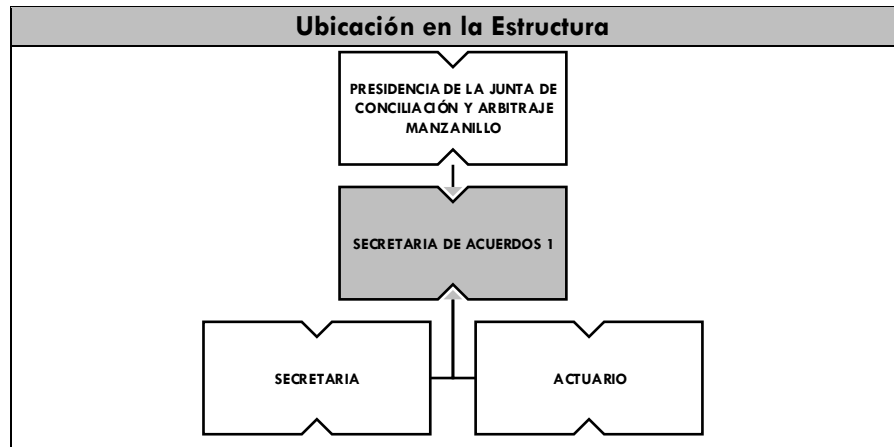 Ubicación en la Estructura
PRESIDENCIA DE LA JUNTA DE
CONCILIACIÓN Y ARBITRAJE
MANZANILLO
SECRETARIA DE ACUERDOS 1
SECRETARIA
ACTUARIO